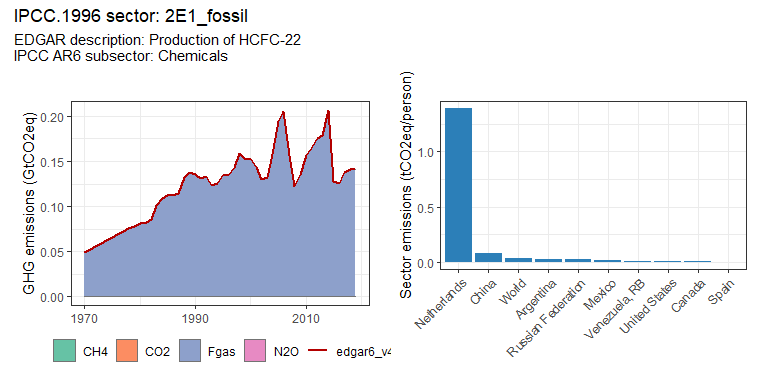 IPCC.1996 sector: 2E1_fossil
EDGAR description: Production of HCFC-22
IPCC AR6 subsector: Chemicals
GHG emissions (GtCO2eq)
0.20
0.15
0.10
0.05
0.00
1970
1990
2010
CH4
CO2
Fgas
N2O
edgar6_v4
Sector emissions (tCO2eq/person)
1.0
0.5
0.0
Netherlands
China
World
Argentina
Russian Federation
Mexico
Venezuela, RB
United States
Canada
Spain